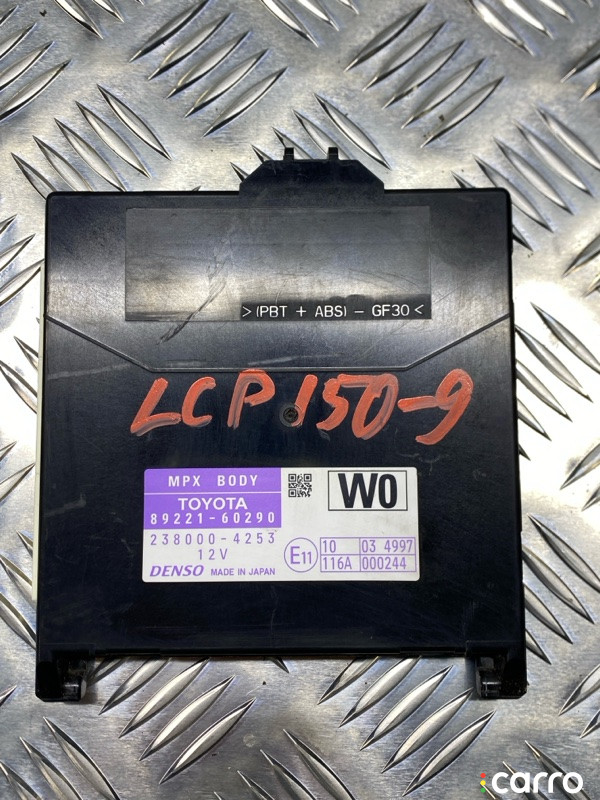 >(PBT + ABS) - GF30<
LCP 150-9
MPX BODY
TOYOTA
89221-60290
238000-4253
12V
DENSO MADE IN JAPAN
W0
E11
10 03 4997
116A 000244
carro